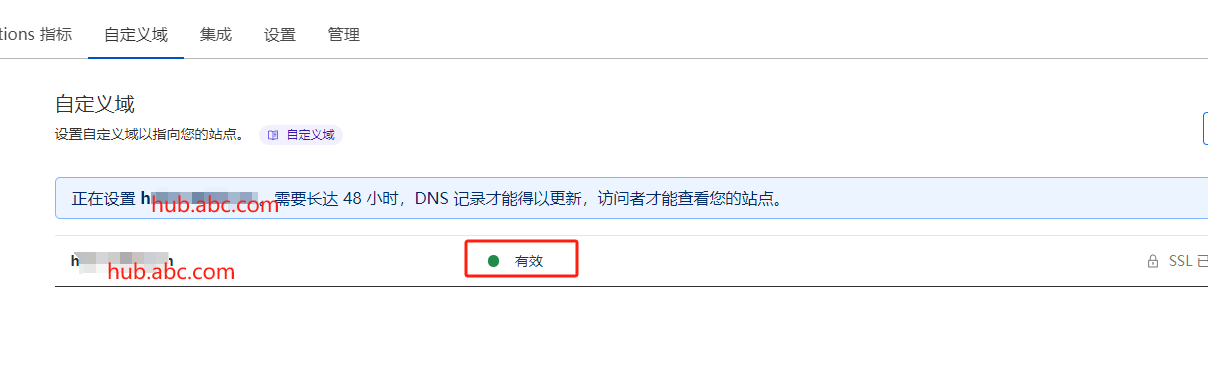 tions 指标 自定义域 集成 设置 管理
自定义域
设置自定义域以指向您的站点。 自定义域
正在设置 h hub.abc.com 。需要长达 48 小时，DNS 记录才能得以更新，访问者才能查看您的站点。
h hub.abc.com 有效 SSL 已